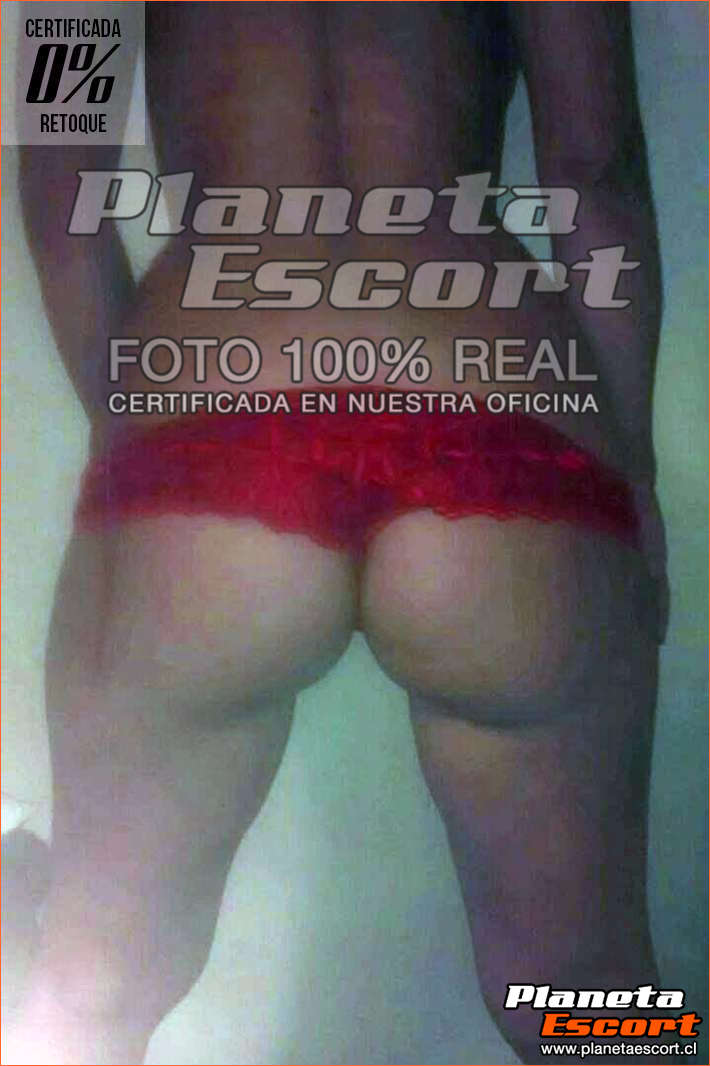 CERTIFICADA
0%
RETOQUE
Planeta
Escort
FOTO 100% REAL
CERTIFICADA EN NUESTRA OFICINA
Planeta
Escort
www.planetaescort.cl